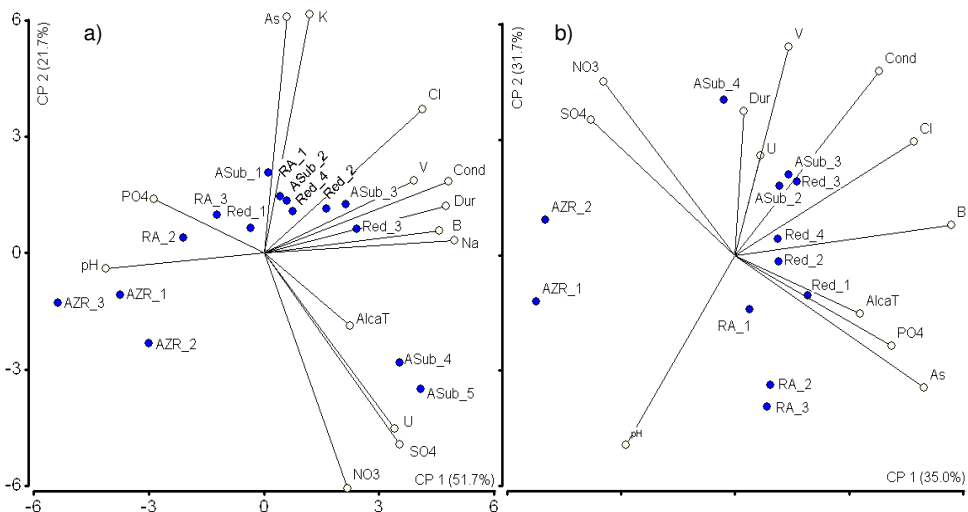 a)
CP 2 (21.7%)
6
3
0
-3
-6
As
K
Cl
RA_1
ASub_2
Red_4
Red_2
ASub_1
ASub_3
V
Cond
Dur
B
Na
PO4
RA_3
Red_1
Red_3
RA_2
pH
AZR_3
AZR_1
AZR_2
AlcaT
ASub_4
ASub_5
U
SO4
NO3
CP 1 (51.7%)
-6
-3
0
3
6
b)
CP 2 (31.7%)
V
Cond
NO3
ASub_4
Dur
SO4
Cl
U
ASub_3
Red_3
ASub_2
AZR_2
B
Red_4
Red_2
AZR_1
Red_1
AlcaT
RA_1
PO4
As
RA_2
RA_3
pH
CP 1 (35.0%)